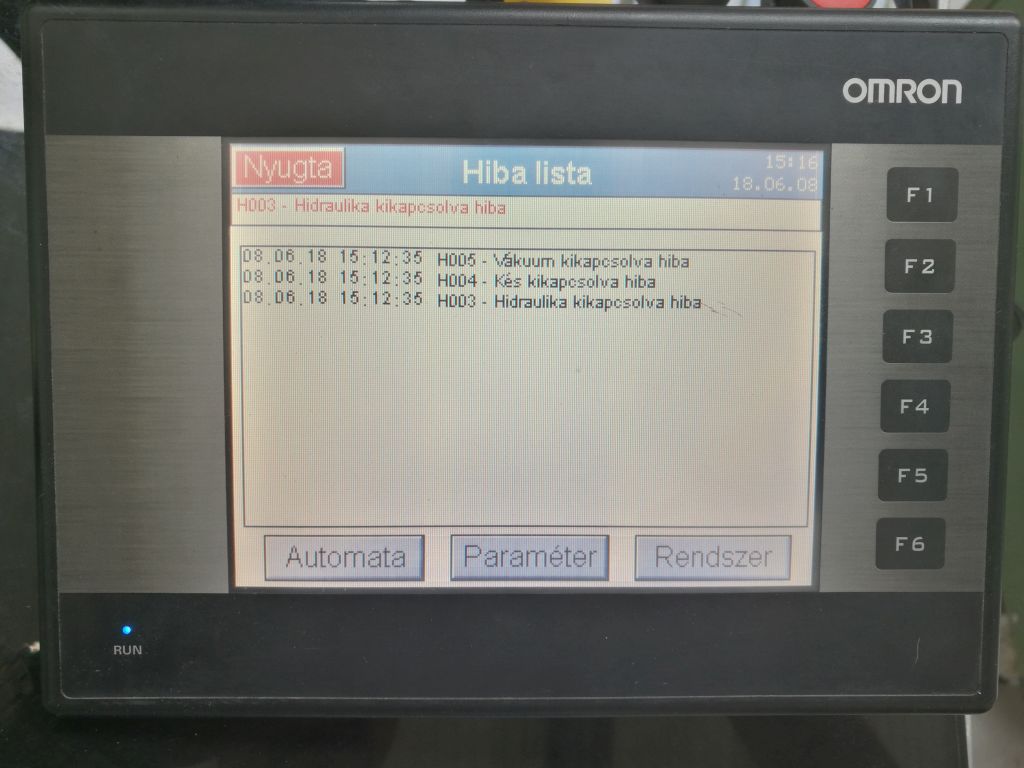 OMRON
Nyugta
Hiba lista
15:16
18.06.08
H003 - Hidraulika kikapcsolva hiba
08.06.18 15:12:35 H005 - Vákuum kikapcsolva hiba
08.06.18 15:12:35 H004 - Kés kikapcsolva hiba
08.06.18 15:12:35 H003 - Hidraulika kikapcsolva hiba
Automata
Paraméter
Rendszer
F1
F2
F3
F4
F5
F6
RUN